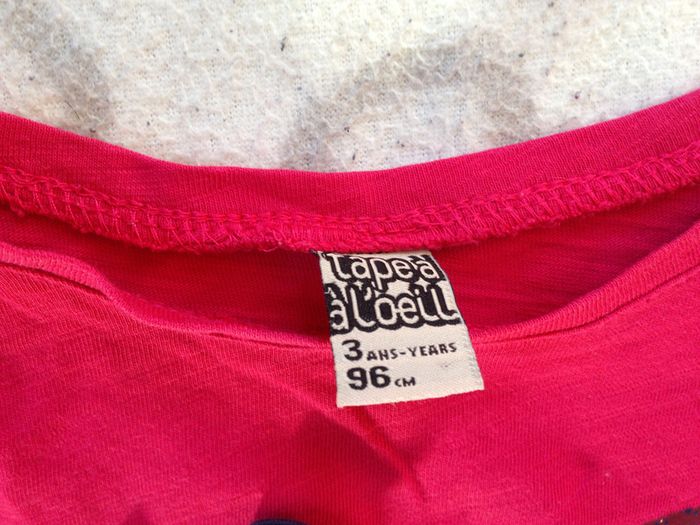 tape à
à l'oeil
3 ANS-YEARS
96 CM